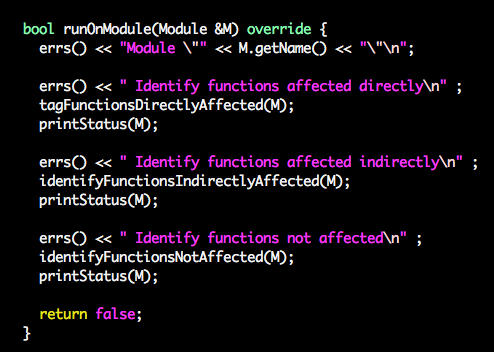 bool runOnModule(Module &M) override {
  errs() << "Module \"" << M.getName() << "\"\n";

  errs() << " Identify functions affected directly\n" ;
  tagFunctionsDirectlyAffected(M);
  printStatus(M);

  errs() << " Identify functions affected indirectly\n" ;
  identifyFunctionsIndirectlyAffected(M);
  printStatus(M);

  errs() << " Identify functions not affected\n" ;
  identifyFunctionsNotAffected(M);
  printStatus(M);

  return false;
}